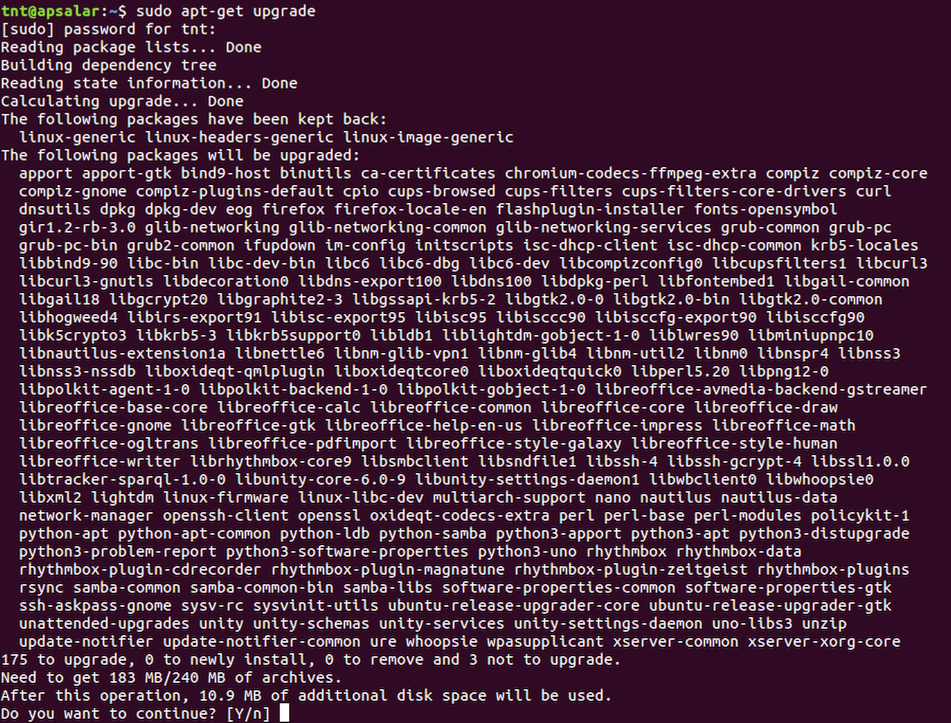 tnt@apsalar:~$ sudo apt-get upgrade
[sudo] password for tnt:
Reading package lists... Done
Building dependency tree
Reading state information... Done
Calculating upgrade... Done
The following packages have been kept back:
linux-generic linux-headers-generic linux-image-generic
The following packages will be upgraded:
apport apport-gtk bind9-host binutils ca-certificates chromium-codecs-ffmpeg-extra compiz compiz-core
compiz-gnome compiz-plugins-default cpio cups-browsed cups-filters cups-filters-core-drivers curl
dnsutils dpkg dpkg-dev eog firefox firefox-locale-en flashplugin-installer fonts-opensymbol
gir1.2-rb-3.0 glib-networking glib-networking-common glib-networking-services grub-common grub-pc
grub-pc-bin grub2-common ifupdown im-config initscripts isc-dhcp-client isc-dhcp-common krb5-locales
libbind9-90 libc-bin libc-dev-bin libc6 libc6-dbg libc6-dev libcompizconfig0 libcupsfilters1 libcurl3
libcurl3-gnutls libdecoration0 libdns-export100 libdns100 libdpkg-perl libfontembed1 libgail-common
libgail18 libgcrypt20 libgraphite2-3 libgssapi-krb5-2 libgtk2.0-0 libgtk2.0-bin libgtk2.0-common
libhogweed4 libirs-export91 libisc-export95 libisc95 libisccc90 libisccfg-export90 libisccfg90
libk5crypto3 libkrb5-3 libkrb5support0 libldb1 liblightdm-gobject-1-0 liblwres90 libminiupnpc10
libnautilus-extension1a libnettle6 libnm-glib-vpn1 libnm-glib4 libnm-util2 libnm0 libnspr4 libnss3
libnss3-nssdb liboxideqt-qmlplugin liboxideqtcore0 liboxideqtquick0 libperl5.20 libpng12-0
libpolkit-agent-1-0 libpolkit-backend-1-0 libpolkit-gobject-1-0 libreoffice-avmedia-backend-gstreamer
libreoffice-base-core libreoffice-calc libreoffice-common libreoffice-core libreoffice-draw
libreoffice-gnome libreoffice-gtk libreoffice-help-en-us libreoffice-impress libreoffice-math
libreoffice-ogltrans libreoffice-pdfimport libreoffice-style-galaxy libreoffice-style-human
libreoffice-writer librhythmbox-core9 libsmbclient libsndfile1 libssh-4 libssh-gcrypt-4 libssl1.0.0
libtracker-sparql-1.0-0 libunity-core-6.0-9 libunity-settings-daemon1 libwbclient0 libwhoopsie0
libxml2 lightdm linux-firmware linux-libc-dev multiarch-support nano nautilus nautilus-data
network-manager openssh-client openssl oxideqt-codecs-extra perl perl-base perl-modules policykit-1
python-apt python-apt-common python-ldb python-samba python3-apport python3-apt python3-distupgrade
python3-problem-report python3-software-properties python3-uno rhythmbox rhythmbox-data
rhythmbox-plugin-cdrecorder rhythmbox-plugin-magnatune rhythmbox-plugin-zeitgeist rhythmbox-plugins
rsync samba-common samba-common-bin samba-libs software-properties-common software-properties-gtk
ssh-askpass-gnome sysv-rc sysvinit-utils ubuntu-release-upgrader-core ubuntu-release-upgrader-gtk
unattended-upgrades unity unity-schemas unity-services unity-settings-daemon uno-libs3 unzip
update-notifier update-notifier-common ure whoopsie wpasupplicant xserver-common xserver-xorg-core
175 to upgrade, 0 to newly install, 0 to remove and 3 not to upgrade.
Need to get 183 MB/240 MB of archives.
After this operation, 10.9 MB of additional disk space will be used.
Do you want to continue? [Y/n]